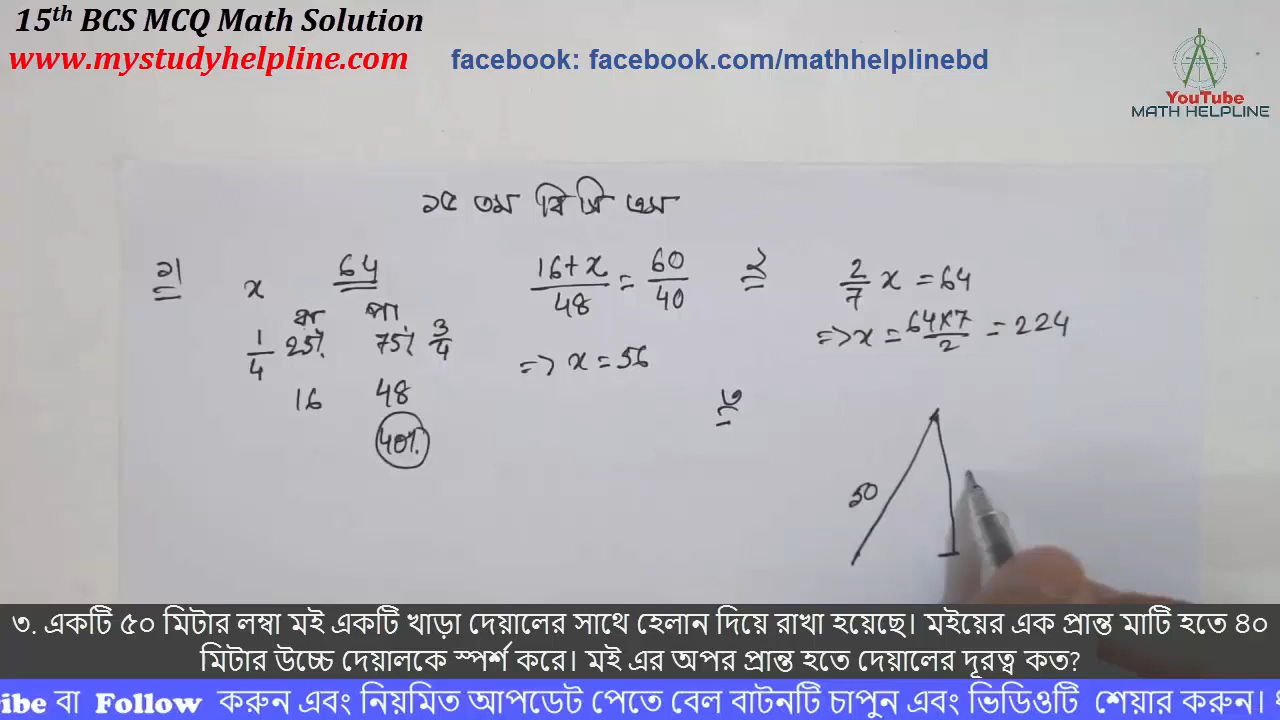 15th BCS MCQ Math Solution
www.mystudyhelpline.com facebook: facebook.com/mathhelplinebd
YouTube
MATH HELPLINE
১৫ তম বি সি এস
১। x 64
1/4 25% 75% 3/4
পা
16 48
40%
(16+x)/48 = 60/40
=> x = 56
২ 2/7 x = 64
=> x = 64×7/2 = 224
৩
50
৩. একটি ৫০ মিটার লম্বা মই একটি খাড়া দেয়ালের সাথে হেলান দিয়ে রাখা হয়েছে। মইয়ের এক প্রান্ত মাটি হতে ৪০
মিটার উচ্চে দেয়ালকে স্পর্শ করে। মই এর অপর প্রান্ত হতে দেয়ালের দূরত্ব কত?
ribe বা Follow করুন এবং নিয়মিত আপডেট পেতে বেল বাটনটি চাপুন এবং ভিডিওটি শেয়ার করুন।